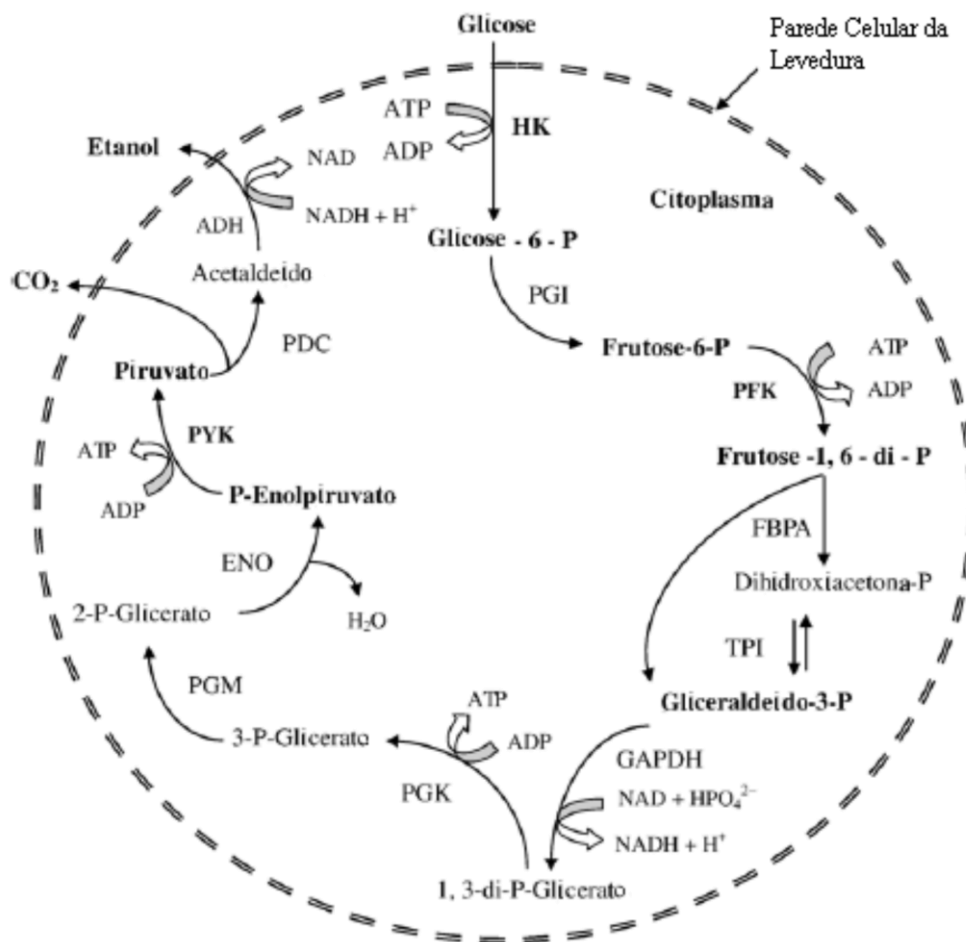 Glicose
Parede Celular da
Levedura
ATP
HK
ADP
Etanol
NAD
NADH + H⁺
ADH
Citoplasma
Glicose - 6 - P
Acetaldeido
CO₂
PGI
PDC
Frutose-6-P
ATP
PFK
ADP
Piruvato
PYK
ATP
ADP
Frutose -1, 6 - di - P
P-Enolpiruvato
FBPA
ENO
Dihidroxiacetona-P
2-P-Glicerato
H₂O
TPI
PGM
Gliceraldeido-3-P
ATP
3-P-Glicerato
ADP
GAPDH
PGK
NAD + HPO₄²⁻
NADH + H⁺
1, 3-di-P-Glicerato